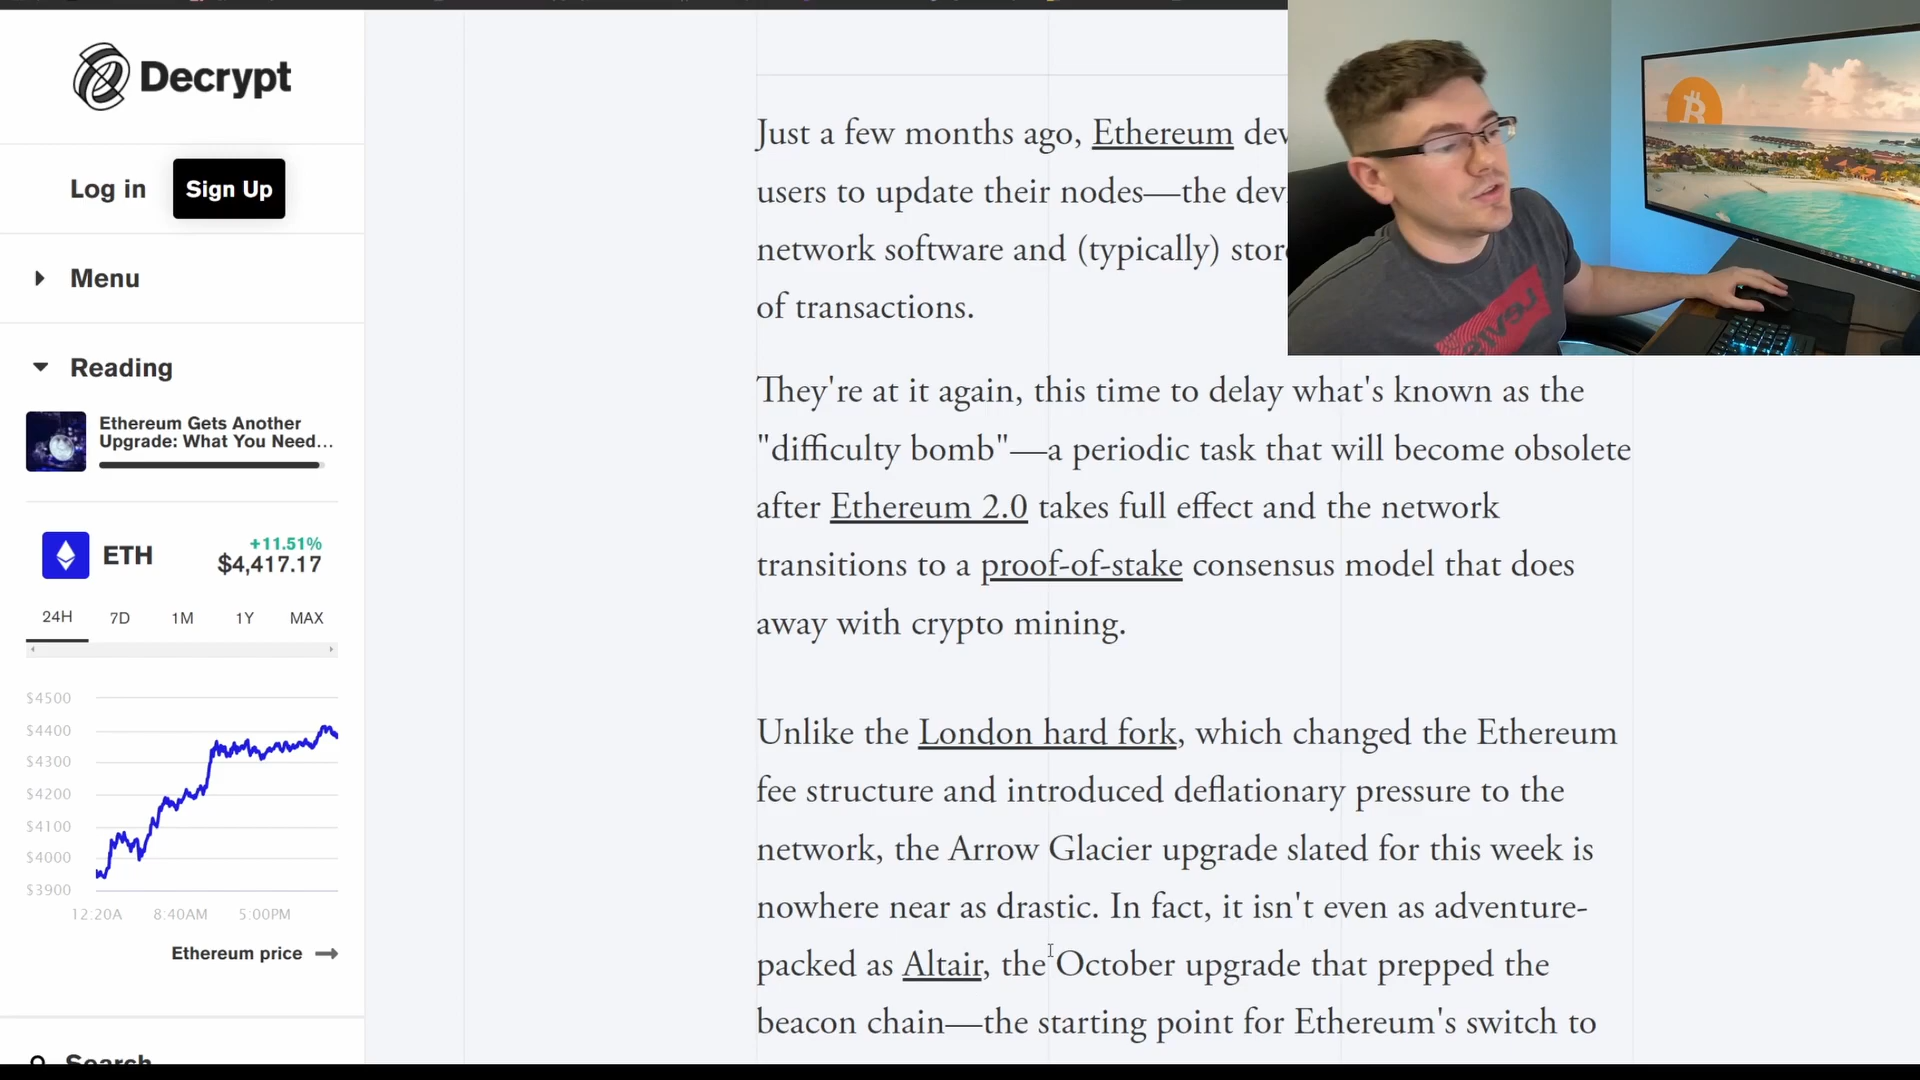 Decrypt
Log in
Sign Up
Menu
Reading
Ethereum Gets Another
Upgrade: What You Need...
ETH
+11.51%
$4,417.17
24H 7D 1M 1Y MAX
$4500
$4400
$4300
$4200
$4100
$4000
$3900
12:20A 8:40AM 5:00PM
Ethereum price
Search
Just a few months ago, Ethereum
users to update their nodes—the
network software and (typically)
of transactions.
They're at it again, this time to delay what's known as the
"difficulty bomb"—a periodic task that will become obsolete
after Ethereum 2.0 takes full effect and the network
transitions to a proof-of-stake consensus model that does
away with crypto mining.
Unlike the London hard fork, which changed the Ethereum
fee structure and introduced deflationary pressure to the
network, the Arrow Glacier upgrade slated for this week is
nowhere near as drastic. In fact, it isn't even as adventure-
packed as Altair, the October upgrade that prepped the
beacon chain—the starting point for Ethereum's switch to
levi's